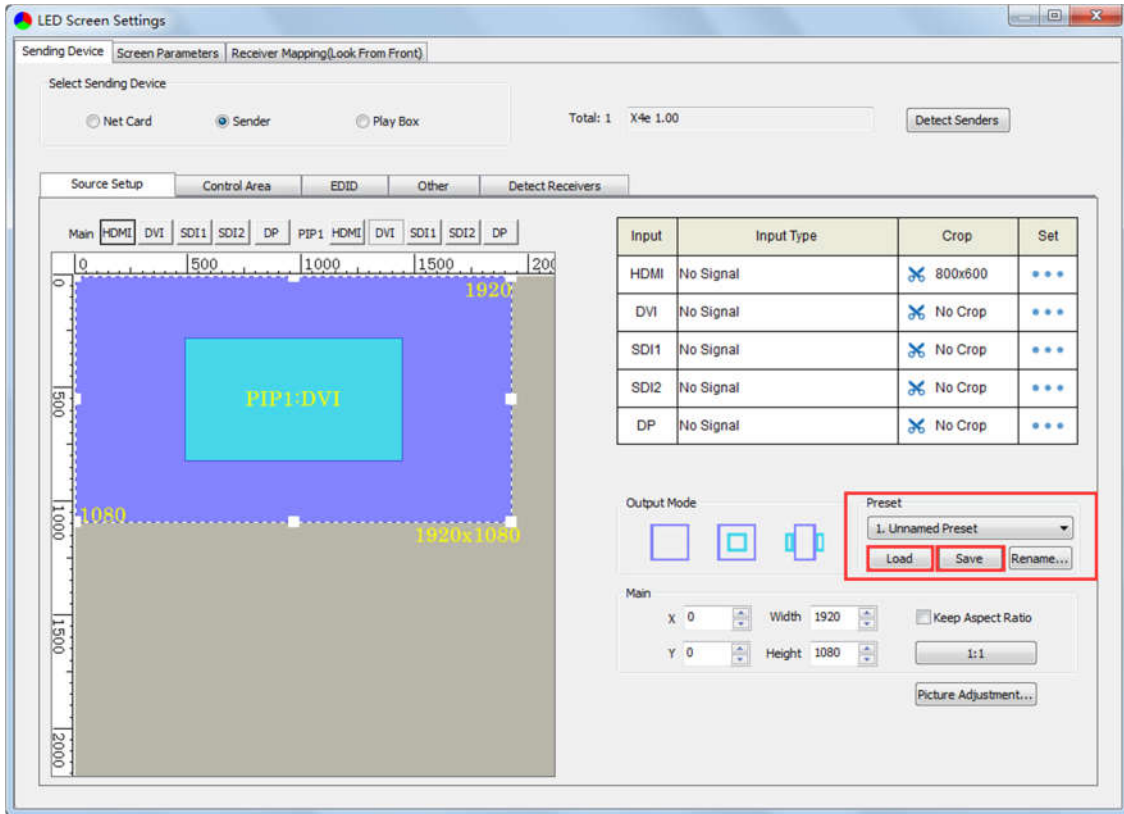 LED Screen Settings
Sending Device Screen Parameters Receiver Mapping(Look From Front)
Select Sending Device
Net Card Sender Play Box
Total: 1 X4e 1.00 Detect Senders
Source Setup Control Area EDID Other Detect Receivers
Main HDMI DVI SDI1 SDI2 DP PIP1 HDMI DVI SDI1 SDI2 DP
0 500 1000 1500 200
0
500
1000
1500
2000
1920
PIP1:DVI
1080
1920x1080
Input Input Type Crop Set
HDMI No Signal 800x600
DVI No Signal No Crop
SDI1 No Signal No Crop
SDI2 No Signal No Crop
DP No Signal No Crop
Output Mode
Preset
1. Unnamed Preset
Load Save Rename...
Main
X 0 Width 1920 Keep Aspect Ratio
Y 0 Height 1080 1:1
Picture Adjustment...